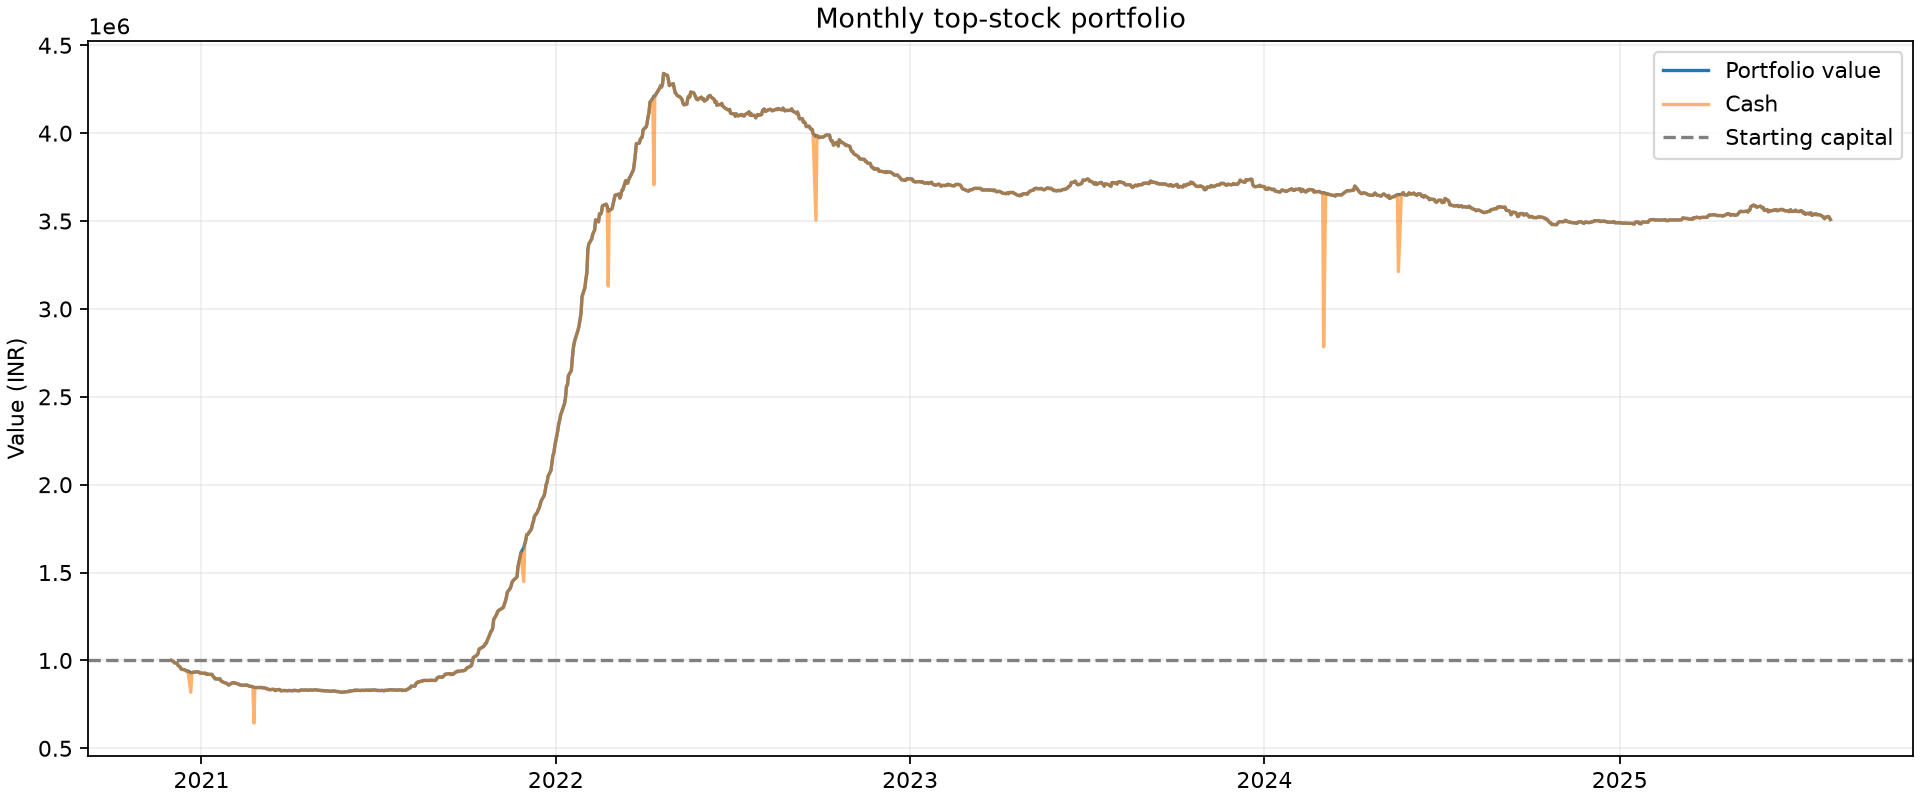 Monthly top-stock portfolio
1e6
4.5
4.0
3.5
3.0
2.5
2.0
1.5
1.0
0.5
Value (INR)
Portfolio value
Cash
Starting capital
2021
2022
2023
2024
2025